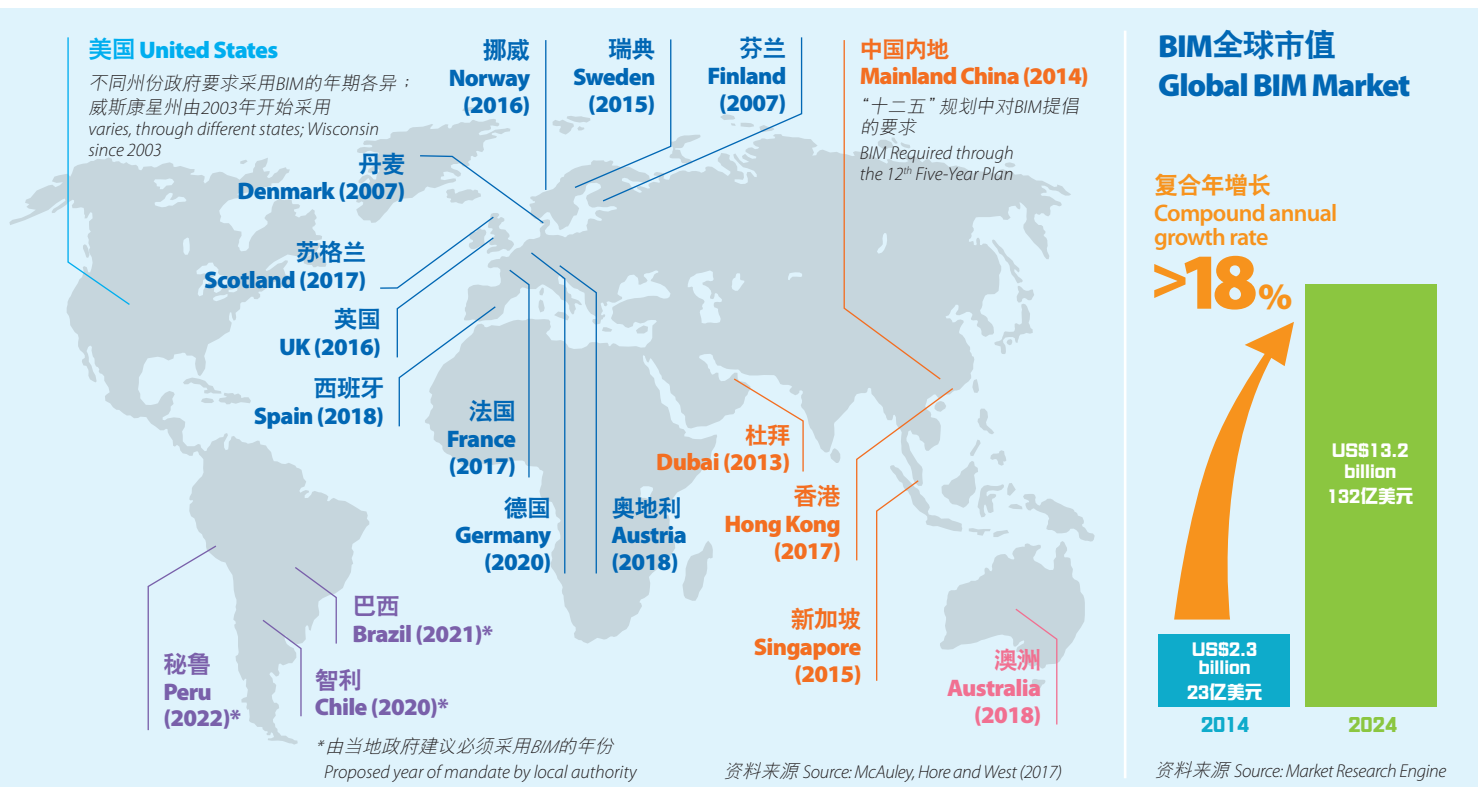 美国 United States
不同州份政府要求采用BIM的年期各异；
威斯康星州由2003年开始采用
varies, through different states; Wisconsin
since 2003
挪威
Norway
(2016)
瑞典
Sweden
(2015)
芬兰
Finland
(2007)
中国内地
Mainland China (2014)
“十二五”规划中对BIM提倡
的要求
BIM Required through
the 12th Five-Year Plan
丹麦
Denmark (2007)
苏格兰
Scotland (2017)
英国
UK (2016)
西班牙
Spain (2018)
法国
France
(2017)
德国
Germany
(2020)
奥地利
Austria
(2018)
杜拜
Dubai (2013)
香港
Hong Kong
(2017)
新加坡
Singapore
(2015)
澳洲
Australia
(2018)
巴西
Brazil (2021)*
智利
Chile (2020)*
秘鲁
Peru
(2022)*
*由当地政府建议必须采用BIM的年份
Proposed year of mandate by local authority
资料来源 Source: McAuley, Hore and West (2017)
BIM全球市值
Global BIM Market
复合年增长
Compound annual
growth rate
>18%
US$13.2
billion
132亿美元
US$2.3
billion
23亿美元
2014
2024
资料来源 Source: Market Research Engine